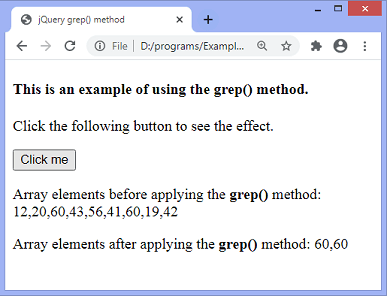 jQuery grep() method
File
D:/programs/Exampl...
This is an example of using the grep() method.
Click the following button to see the effect.
Click me
Array elements before applying the grep() method:
12,20,60,43,56,41,60,19,42
Array elements after applying the grep() method: 60,60